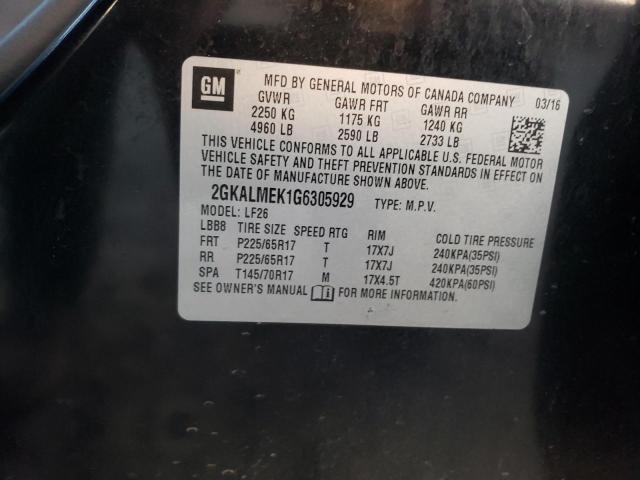 GM
MFD BY GENERAL MOTORS OF CANADA COMPANY 03/16
GVWR GAWR FRT GAWR RR
2250 KG 1175 KG 1240 KG
4960 LB 2590 LB 2733 LB
THIS VEHICLE CONFORMS TO ALL APPLICABLE U.S. FEDERAL MOTOR
VEHICLE SAFETY AND THEFT PREVENTION STANDARDS IN EFFECT ON
THE DATE OF MANUFACTURE SHOWN ABOVE.
2GKALMEK1G6305929 TYPE: M.P.V.
MODEL: LF26
LBB8 TIRE SIZE SPEED RTG RIM COLD TIRE PRESSURE
FRT P225/65R17 T 17X7J 240KPA(35PSI)
RR P225/65R17 T 17X7J 240KPA(35PSI)
SPA T145/70R17 M 17X4.5T 420KPA(60PSI)
SEE OWNER'S MANUAL i FOR MORE INFORMATION.